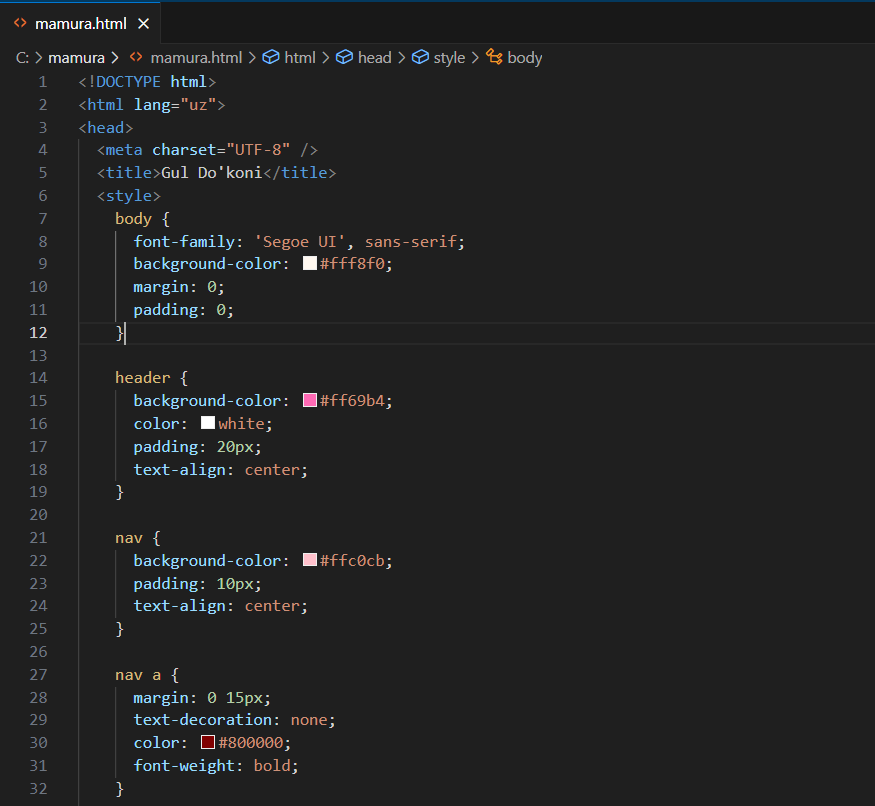 mamura.html
C: > mamura > mamura.html > html > head > style > body
1 <!DOCTYPE html>
2 <html lang="uz">
3 <head>
4 <meta charset="UTF-8" />
5 <title>Gul Do'koni</title>
6 <style>
7 body {
8 font-family: 'Segoe UI', sans-serif;
9 background-color: #fff8f0;
10 margin: 0;
11 padding: 0;
12 }
13
14 header {
15 background-color: #ff69b4;
16 color: white;
17 padding: 20px;
18 text-align: center;
19 }
20
21 nav {
22 background-color: #ffc0cb;
23 padding: 10px;
24 text-align: center;
25 }
26
27 nav a {
28 margin: 0 15px;
29 text-decoration: none;
30 color: #800000;
31 font-weight: bold;
32 }